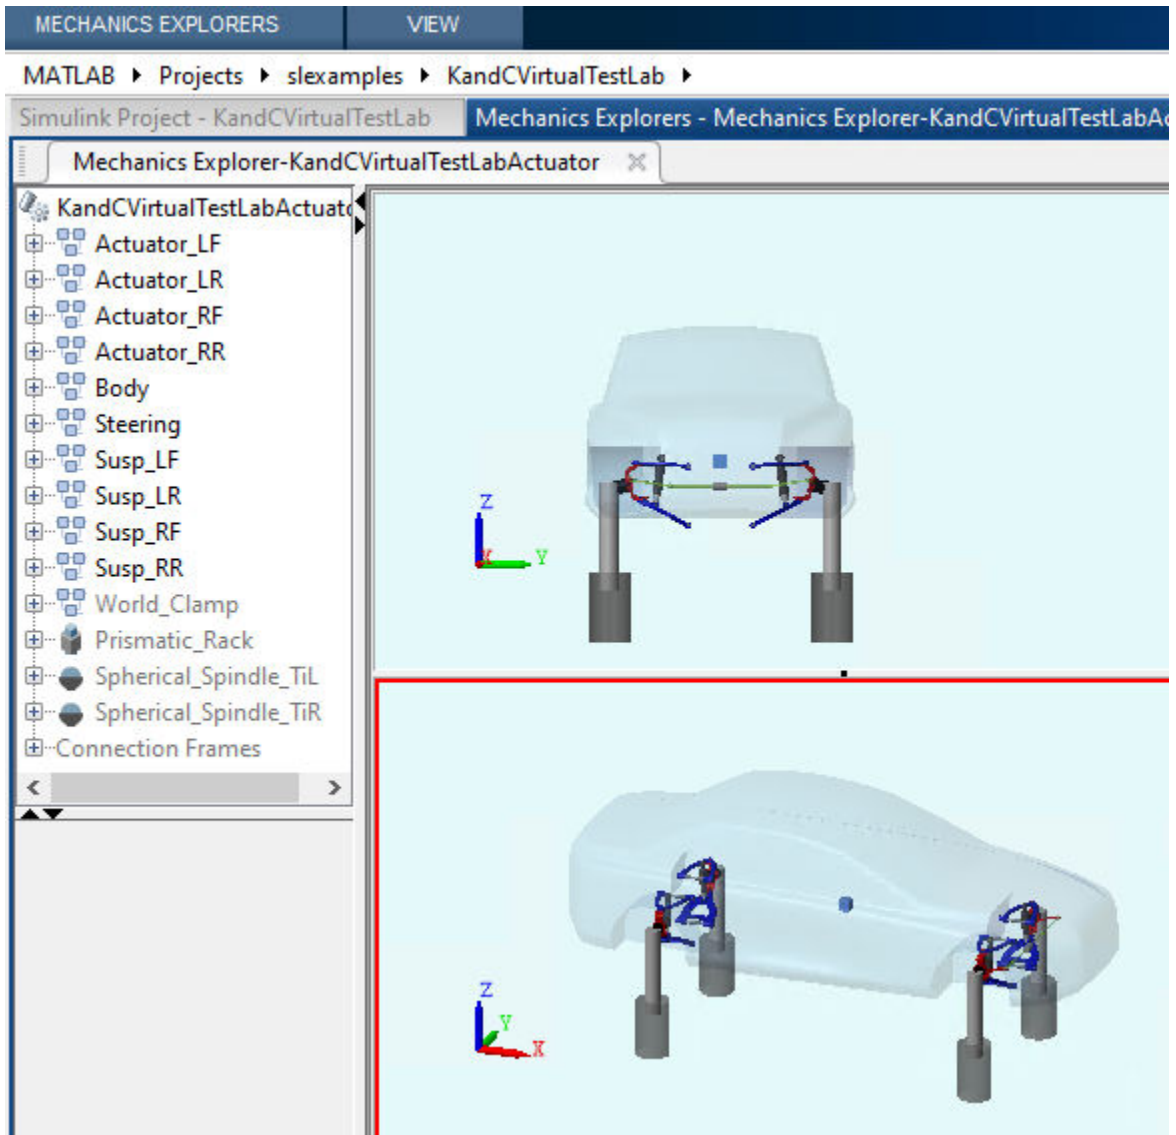 MECHANICS EXPLORERS VIEW
MATLAB Projects slexamples KandCVirtualTestLab
Simulink Project - KandCVirtualTestLab Mechanics Explorers - Mechanics Explorer-KandCVirtualTestLabAc
Mechanics Explorer-KandCVirtualTestLabActuator
KandCVirtualTestLabActuato
Actuator_LF
Actuator_LR
Actuator_RF
Actuator_RR
Body
Steering
Susp_LF
Susp_LR
Susp_RF
Susp_RR
World_Clamp
Prismatic_Rack
Spherical_Spindle_TiL
Spherical_Spindle_TiR
Connection Frames
Z
X Y
Z
Y
X